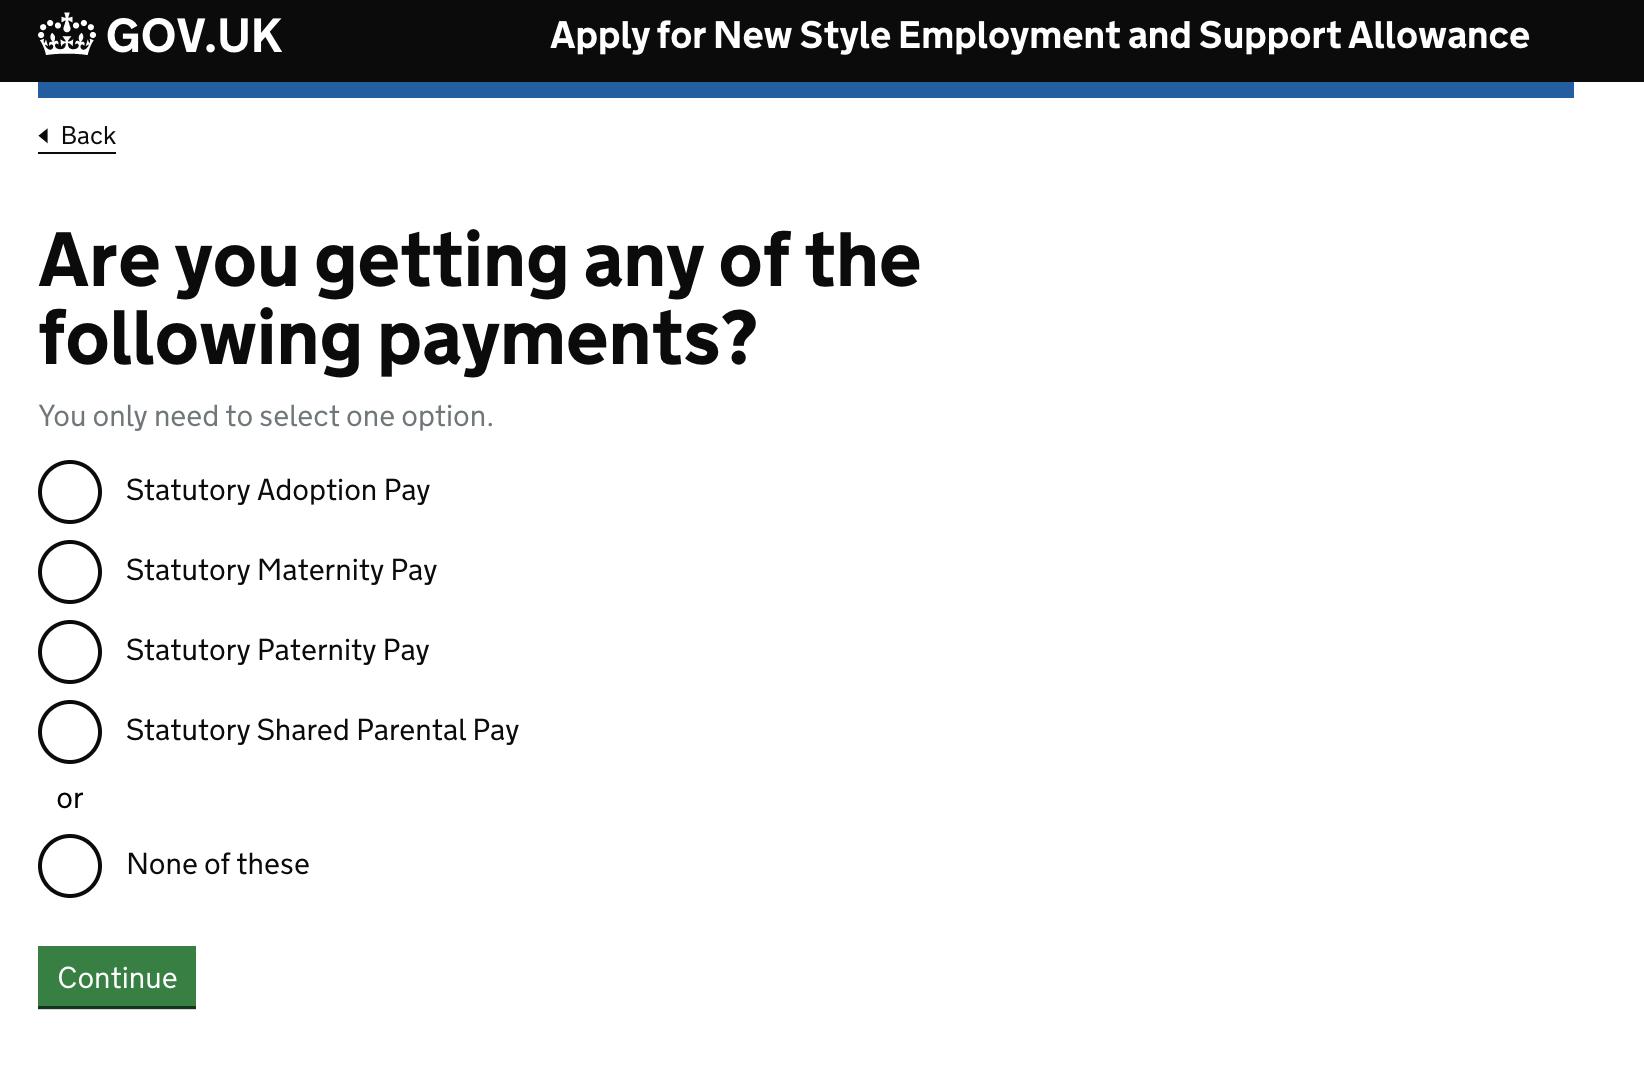 GOV.UK
Apply for New Style Employment and Support Allowance
Back
Are you getting any of the
following payments?
You only need to select one option.
Statutory Adoption Pay
Statutory Maternity Pay
Statutory Paternity Pay
Statutory Shared Parental Pay
or
None of these
Continue